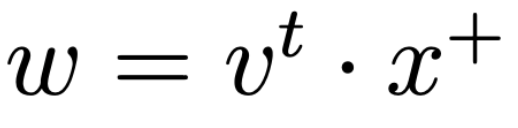 w = v^t · x^+